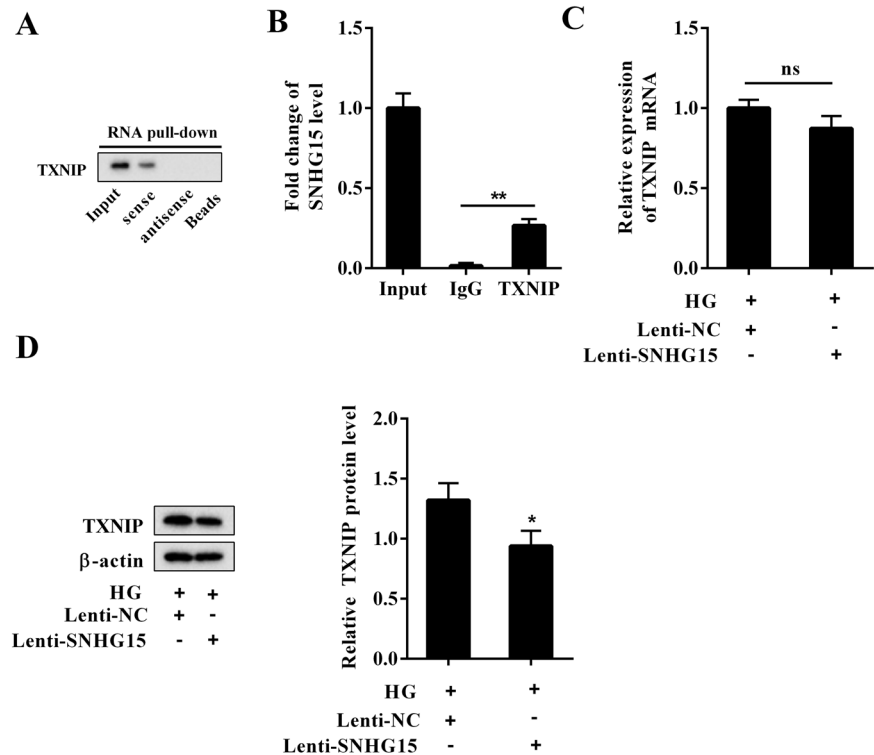 A
RNA pull-down
TXNIP
Input
sense
antisense
Beads
B
Fold change of
SNHG15 level
1.5
1.0
0.5
0.0
**
Input IgG TXNIP
C
Relative expression
of TXNIP mRNA
1.5
1.0
0.5
0.0
ns
HG + +
Lenti-NC + -
Lenti-SNHG15 - +
D
TXNIP
β-actin
HG + +
Lenti-NC + -
Lenti-SNHG15 - +
Relative TXNIP protein level
2.0
1.5
1.0
0.5
0.0
*
HG + +
Lenti-NC + -
Lenti-SNHG15 - +